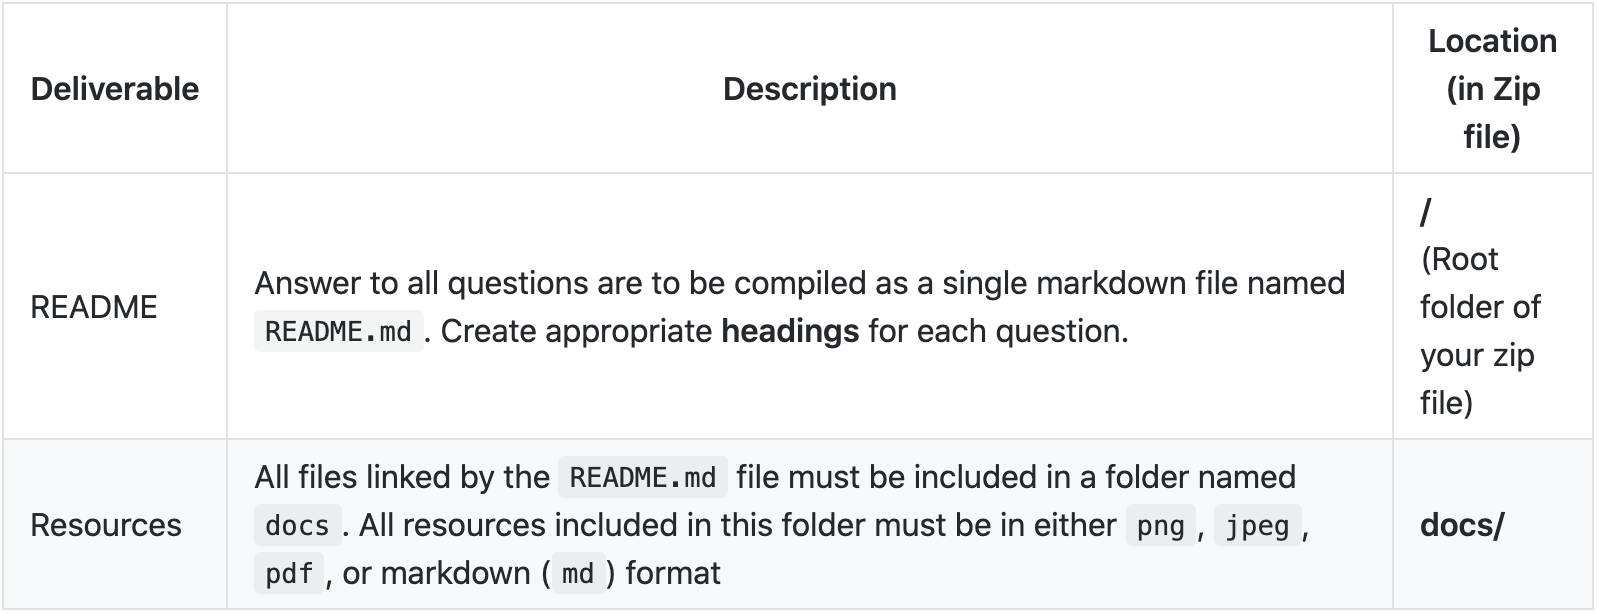 Deliverable
Description
Location
(in Zip
file)
README
Answer to all questions are to be compiled as a single markdown file named
README.md. Create appropriate headings for each question.
/
(Root
folder of
your zip
file)
Resources
All files linked by the README.md file must be included in a folder named
docs. All resources included in this folder must be in either png, jpeg,
pdf, or markdown (md) format
docs/